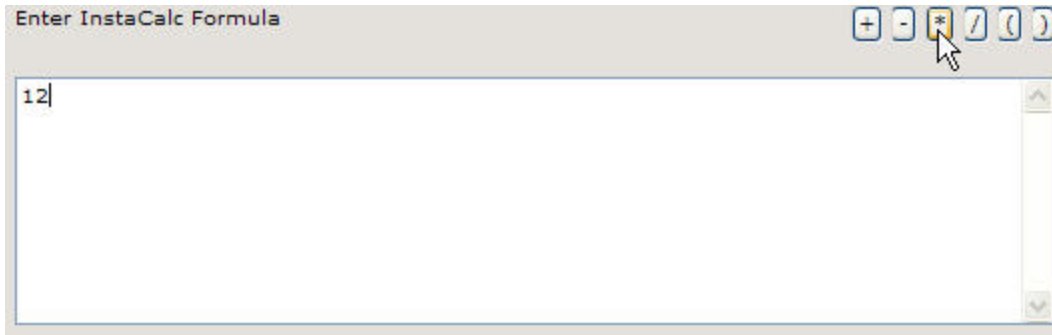 Enter InstaCalc Formula + - * / ( )
12